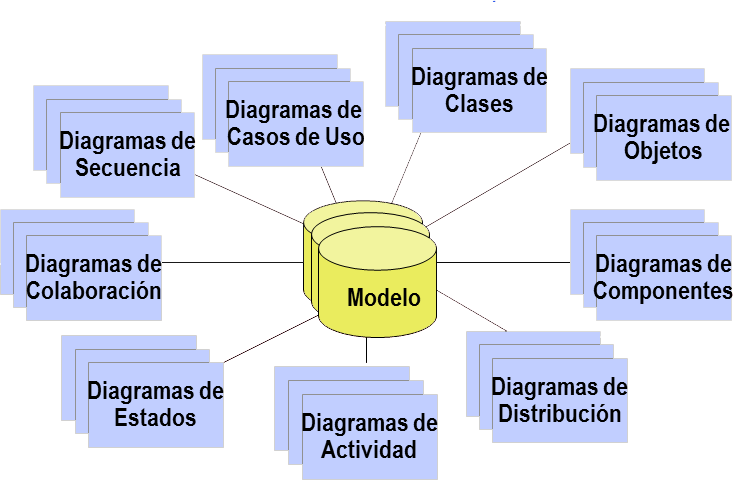 Diagramas de
Clases
Diagramas de
Casos de Uso
Diagramas de
Objetos
Diagramas de
Secuencia
Diagramas de
Colaboración
Diagramas de
Componentes
Modelo
Diagramas de
Estados
Diagramas de
Distribución
Diagramas de
Actividad